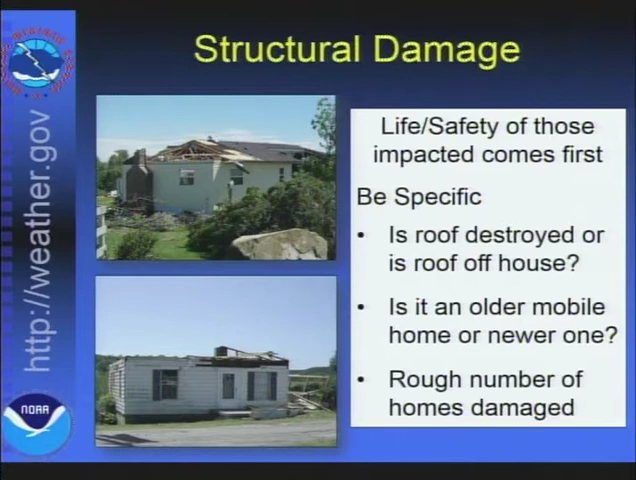 Structural Damage
http://weather.gov
NOAA
Life/Safety of those
impacted comes first
Be Specific
• Is roof destroyed or
is roof off house?
• Is it an older mobile
home or newer one?
• Rough number of
homes damaged